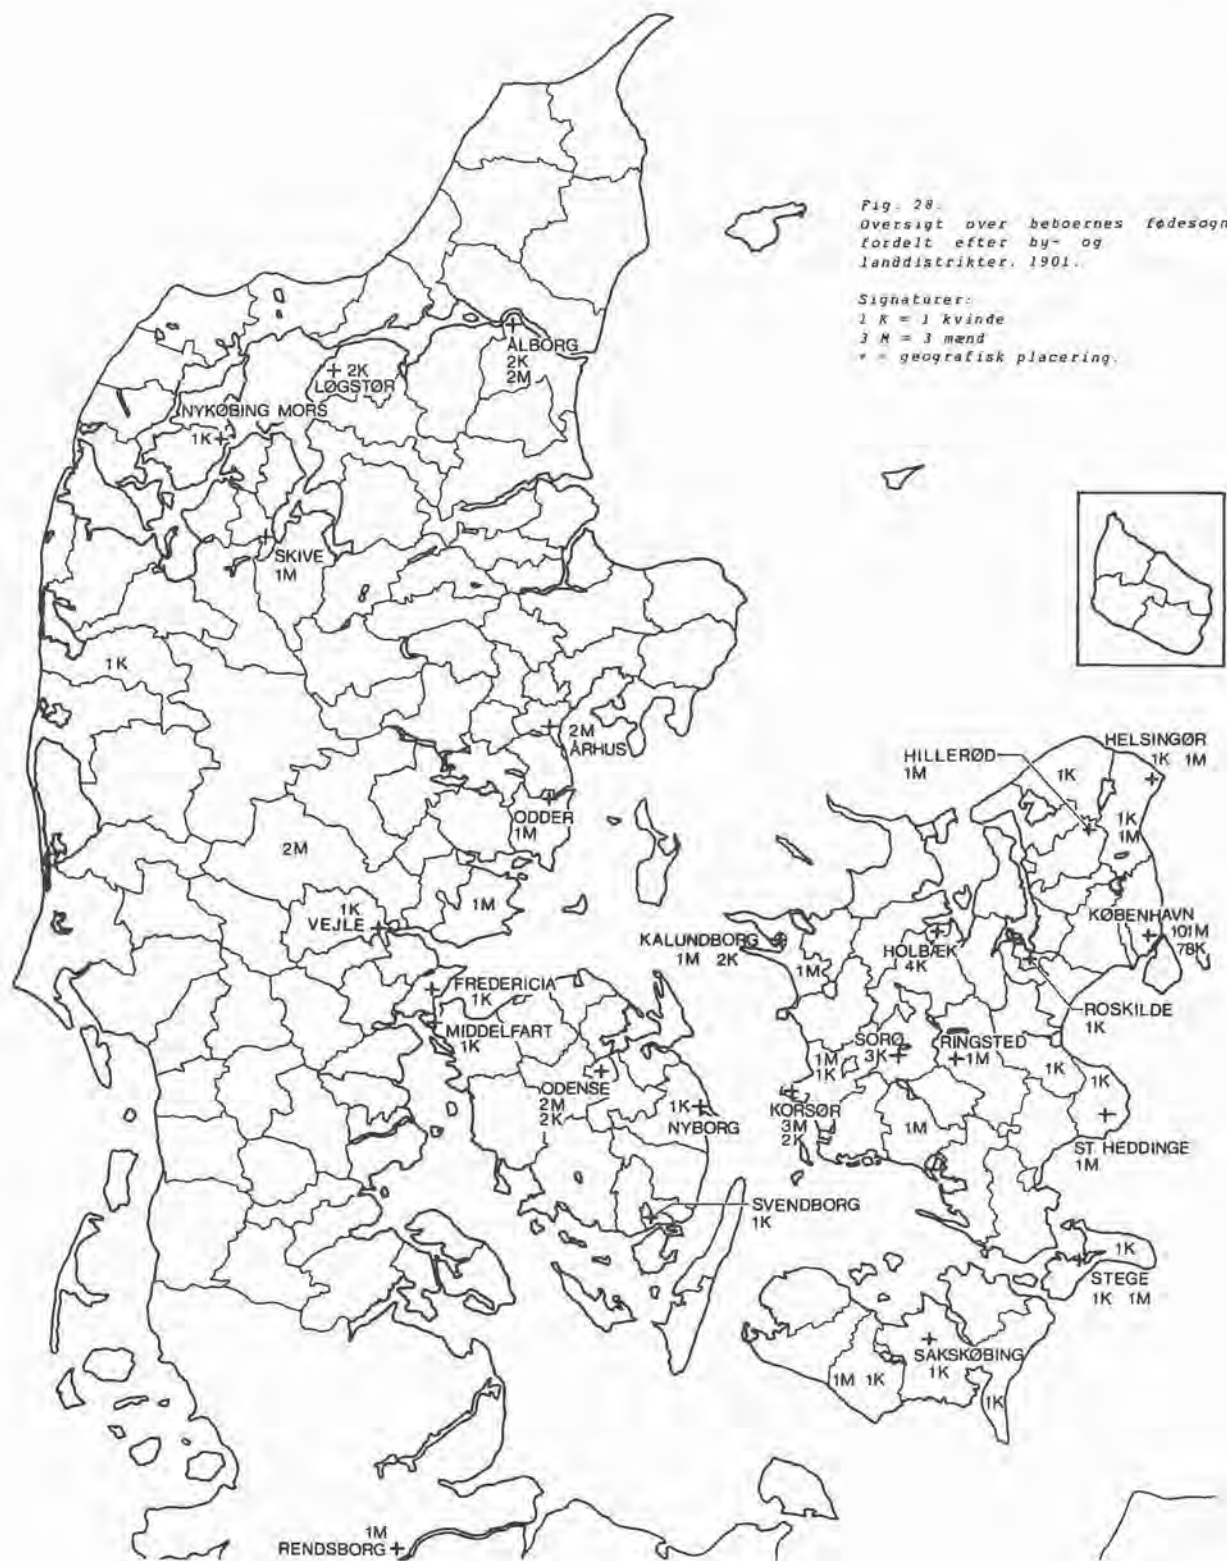 Fig. 28.
Oversigt over beboernes fødesogn
fordelt efter by- og
landdistrikter. 1901.
Signaturer:
1 K = 1 kvinde
3 M = 3 mænd
+ = geografisk placering.
ÅLBORG
2K
2M
+ 2K
LØGSTØR
NYKØBING MORS
1K +
SKIVE
1M
1K
2M
ÅRHUS
ODDER
1M
2M
1M
1K
VEJLE
FREDERICIA
1K
MIDDELFART
1K
ODENSE
2M
2K
1K +
NYBORG
SVENDBORG
1K
HILLERØD
1M
HELSINGØR
1K 1M
1K
1K
1M
KØBENHAVN
101M
78K
KALUNDBORG
1M 2K
1M
HOLBÆK
4K
ROSKILDE
1K
SORØ
3K +
RINGSTED
+ 1M
1M
1K
1K
1K
KORSØR
3M
2K
1M
ST. HEDDINGE
1M
1K
STEGE
1K 1M
SAKSKØBING
1K
1M 1K
1K
1M
RENDSBORG +